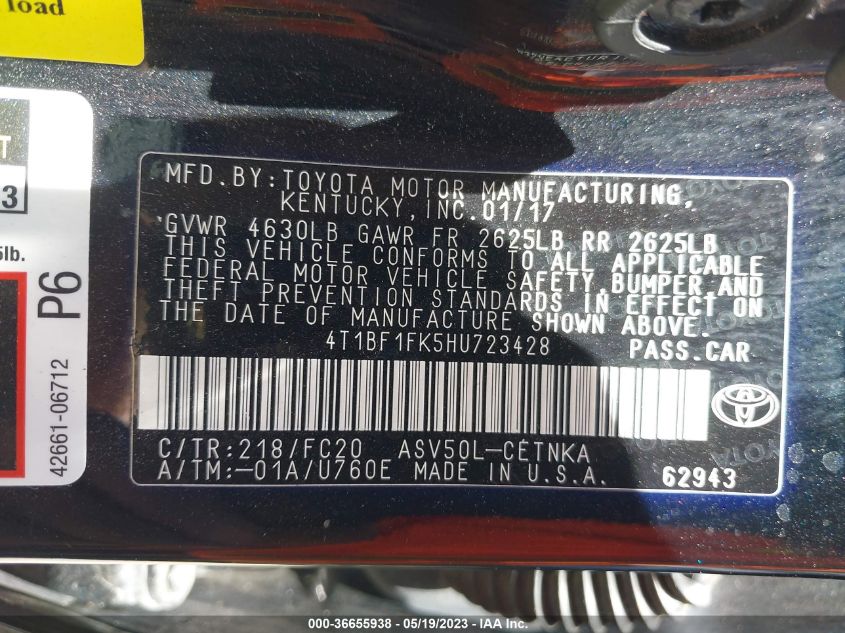 load
T
3
5lb.
P6
42661-06712
MFD.BY:TOYOTA MOTOR MANUFACTURING,
KENTUCKY, INC.01/17
GVWR 4630LB GAWR FR 2625LB RR 2625LB
THIS VEHICLE CONFORMS TO ALL APPLICABLE
FEDERAL MOTOR VEHICLE SAFETY,BUMPER,AND
THEFT PREVENTION STANDARDS IN EFFECT ON
THE DATE OF MANUFACTURE SHOWN ABOVE.
4T1BF1FK5HU723428 PASS.CAR
C/TR:218/FC20 ASV50L-CETNKA
A/TM:-01A/U760E MADE IN U.S.A. 62943
000-36655938 - 05/19/2023 - IAA Inc.